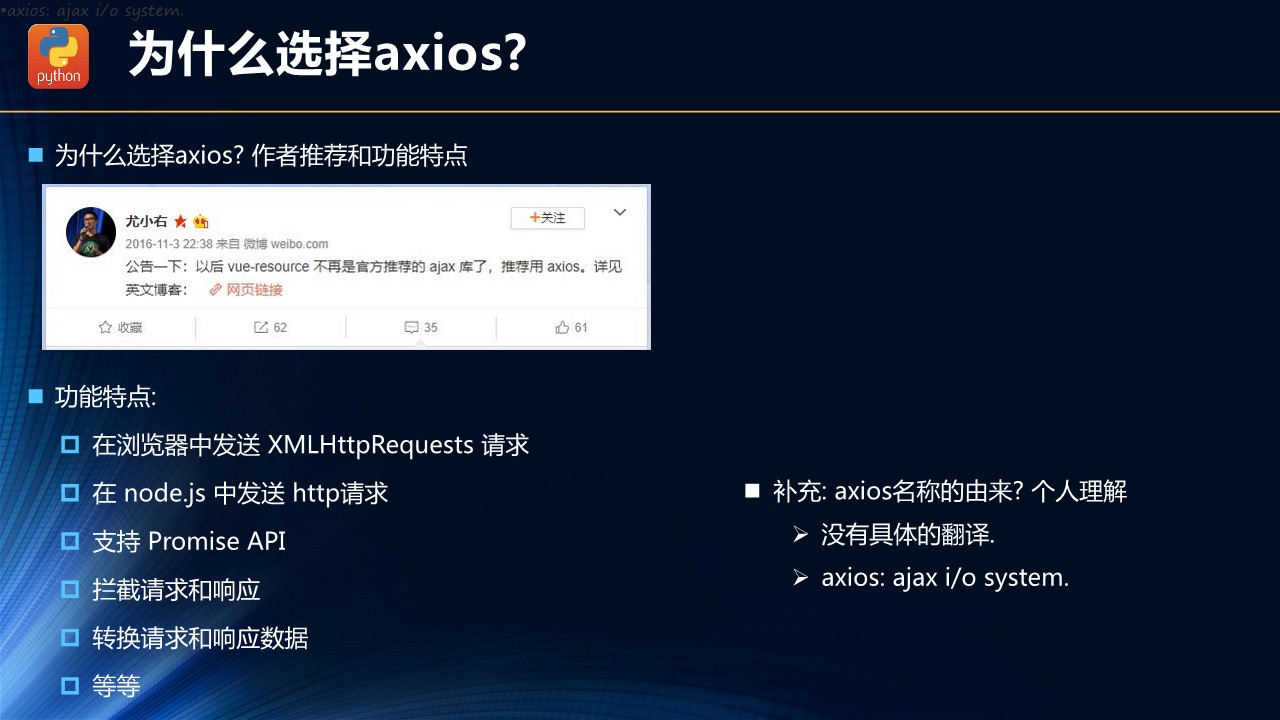 •axios: ajax i/o system.
python
为什么选择axios?
为什么选择axios? 作者推荐和功能特点
尤小右
+关注
2016-11-3 22:38 来自 微博 weibo.com
公告一下：以后 vue-resource 不再是官方推荐的 ajax 库了，推荐用 axios。详见
英文博客： 网页链接
收藏
62
35
61
功能特点:
在浏览器中发送 XMLHttpRequests 请求
在 node.js 中发送 http请求
支持 Promise API
拦截请求和响应
转换请求和响应数据
等等
补充: axios名称的由来? 个人理解
没有具体的翻译.
axios: ajax i/o system.